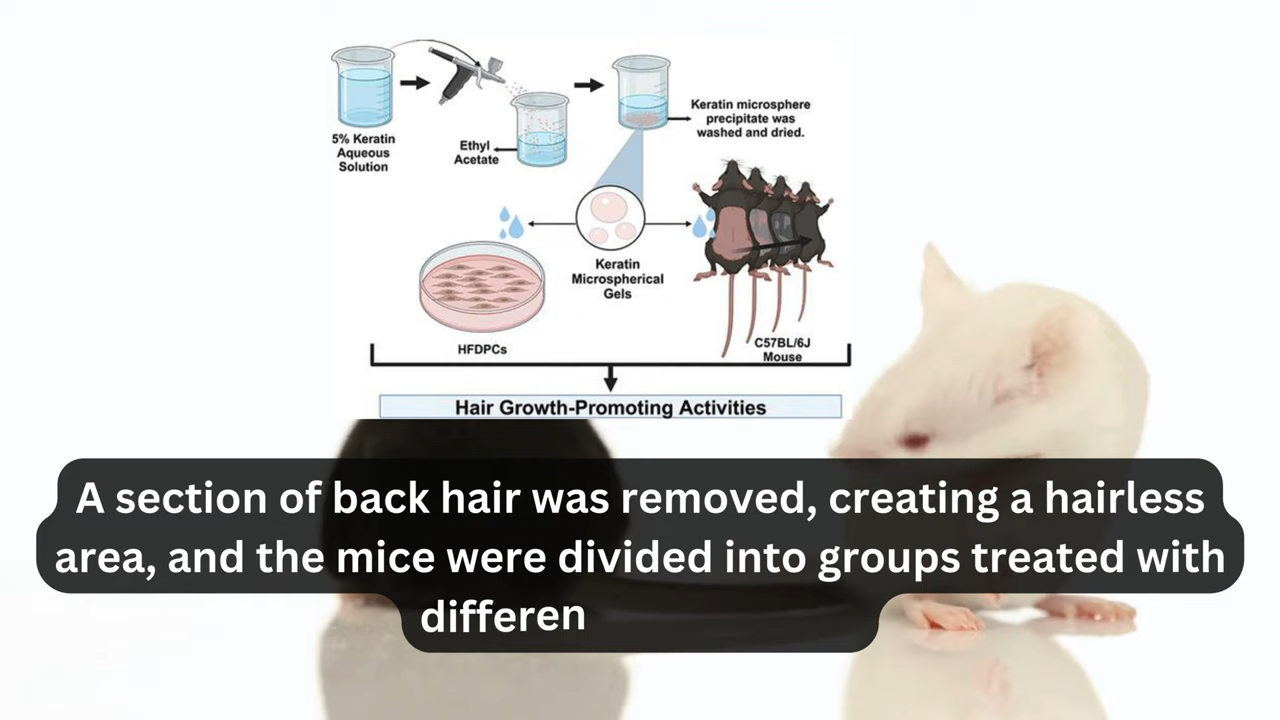 5% Keratin
Aqueous
Solution
Ethyl
Acetate
Keratin microsphere
precipitate was
washed and dried.
Keratin
Microspherical
Gels
HFDPCs
C57BL/6J
Mouse
Hair Growth-Promoting Activities
A section of back hair was removed, creating a hairless
area, and the mice were divided into groups treated with
differen